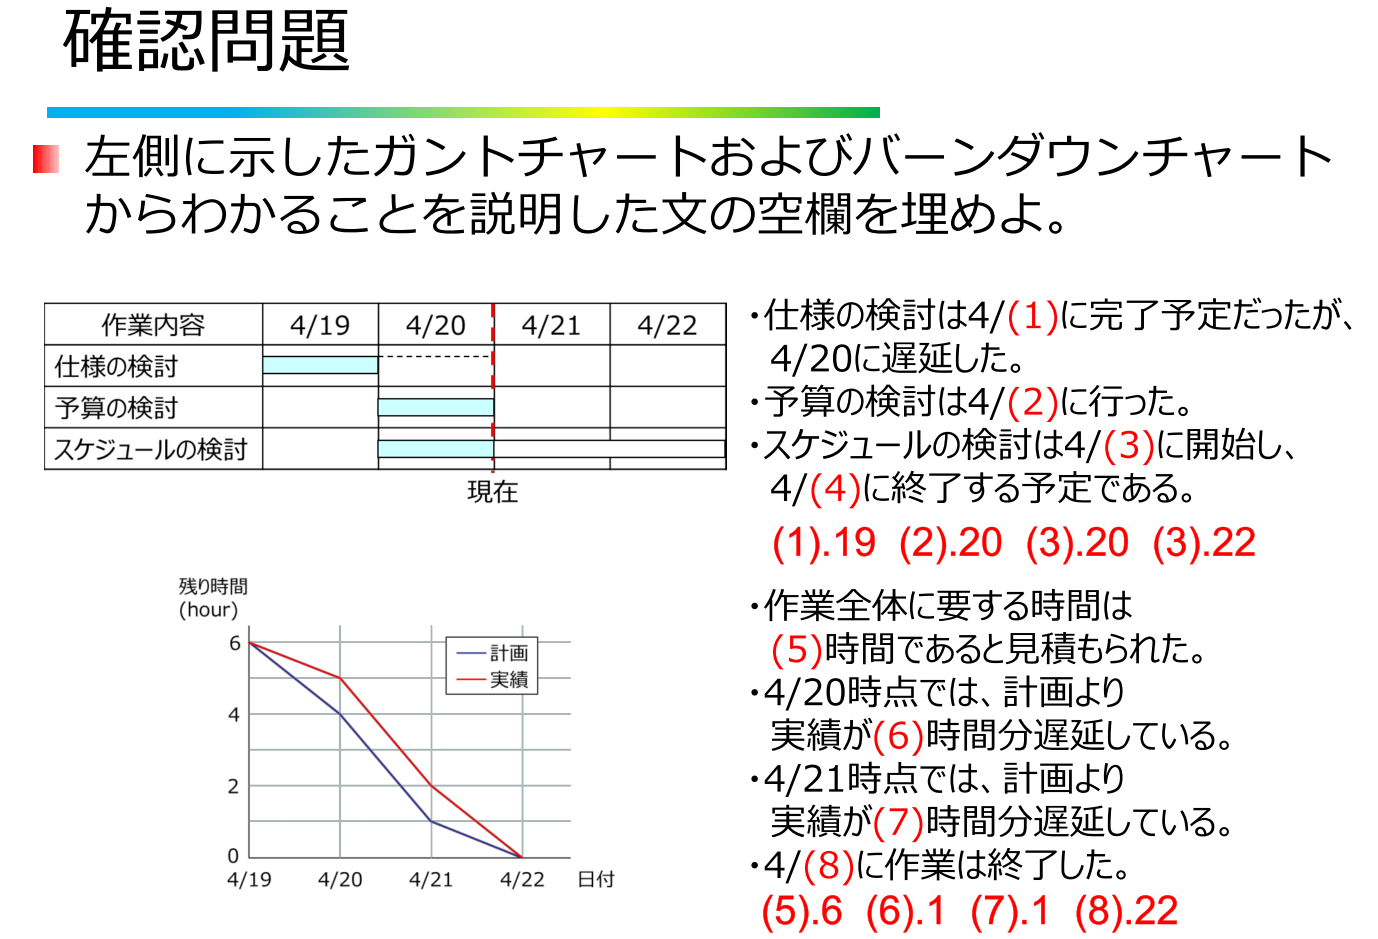 確認問題
左側に示したガントチャートおよびバーンダウンチャート
からわかることを説明した文の空欄を埋めよ。
作業内容 4/19 4/20 4/21 4/22
仕様の検討
予算の検討
スケジュールの検討
現在
・仕様の検討は4/(1)に完了予定だったが、
4/20に遅延した。
・予算の検討は4/(2)に行った。
・スケジュールの検討は4/(3)に開始し、
4/(4)に終了する予定である。
(1).19 (2).20 (3).20 (3).22
残り時間
(hour)
6
4
2
0
計画
実績
4/19 4/20 4/21 4/22 日付
・作業全体に要する時間は
(5)時間であると見積もられた。
・4/20時点では、計画より
実績が(6)時間分遅延している。
・4/21時点では、計画より
実績が(7)時間分遅延している。
・4/(8)に作業は終了した。
(5).6 (6).1 (7).1 (8).22